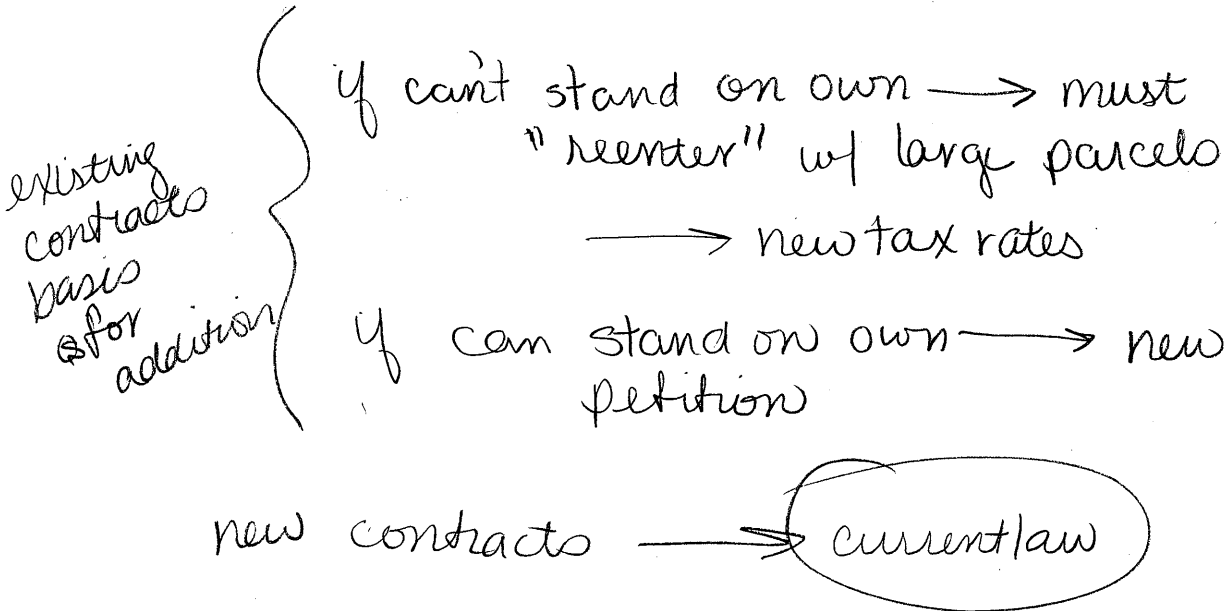 existing
contracts
basis
for
addition
if can't stand on own → must
"reenter" w/ large parcels
→ new tax rates
if can stand on own → new
petition
new contracts → current law